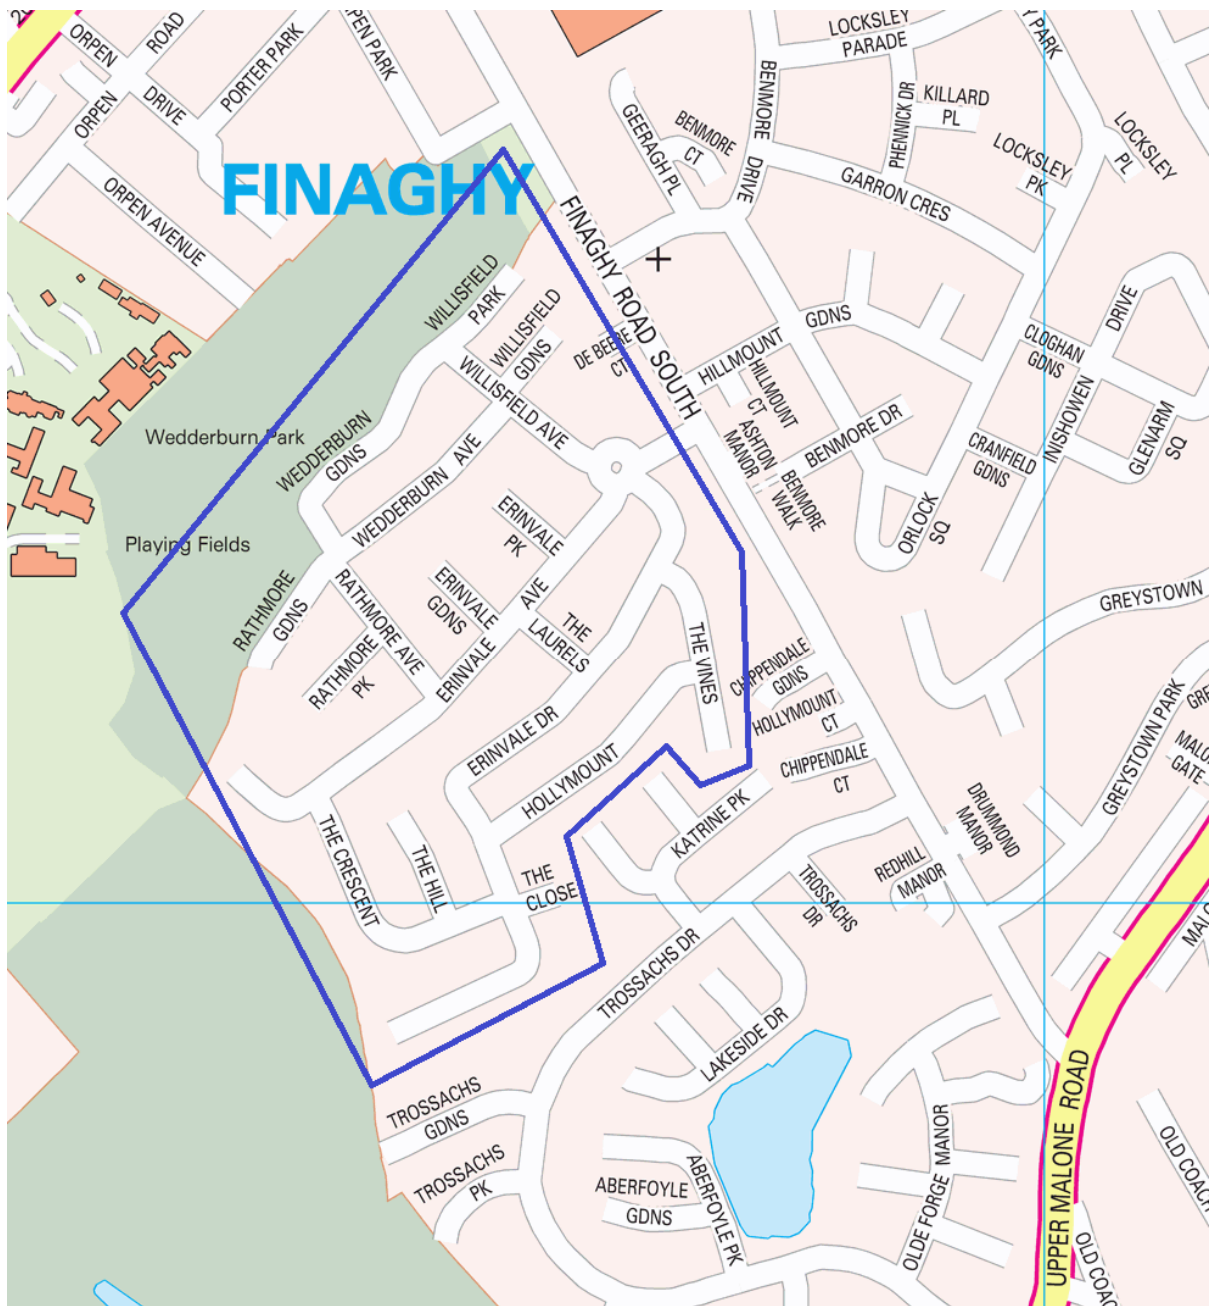 ORPEN
ROAD
PORTER PARK
PEN PARK
ORPEN
DRIVE
ORPEN AVENUE
FINAGHY
LOCKSLEY
PARADE
Y PARK
KILLARD
PL
PHENNICK DR
BENMORE
DRIVE
GEERAGH PL
BENMORE
CT
LOCKSLEY
PK
LOCKSLEY
PL
GARRON CRES
FINAGHY ROAD SOUTH
WILLISFIELD
PARK
WILLISFIELD
GDNS
DE BEERE
CT
WILLISFIELD AVE
HILLMOUNT
GDNS
HILLMOUNT
CT
CLOGHAN
GDNS
INISHOWEN
DRIVE
GLENARM
SQ
CRANFIELD
GDNS
BENMORE DR
ASHTON
MANOR
BENMORE
WALK
ORLOCK
SQ
Wedderburn Park
WEDDERBURN
GDNS
WEDDERBURN
AVE
ERINVALE
PK
Playing Fields
RATHMORE
GDNS
RATHMORE AVE
RATHMORE
PK
ERINVALE
GDNS
ERINVALE
AVE
THE
LAURELS
THE VINES
CHIPPENDALE
GDNS
HOLLYMOUNT
CT
CHIPPENDALE
CT
GREYSTOWN
GREYSTOWN PARK
GRE
MALO
GATE
ERINVALE DR
HOLLYMOUNT
KATRINE PK
THE CRESCENT
THE HILL
THE
CLOSE
DRUMMOND
MANOR
REDHILL
MANOR
TROSSACHS
DR
TROSSACHS DR
MALO
LAKESIDE DR
TROSSACHS
GDNS
TROSSACHS
PK
ABERFOYLE
GDNS
ABERFOYLE PK
OLDE FORGE MANOR
UPPER MALONE ROAD
OLD COACH
OLD COAC